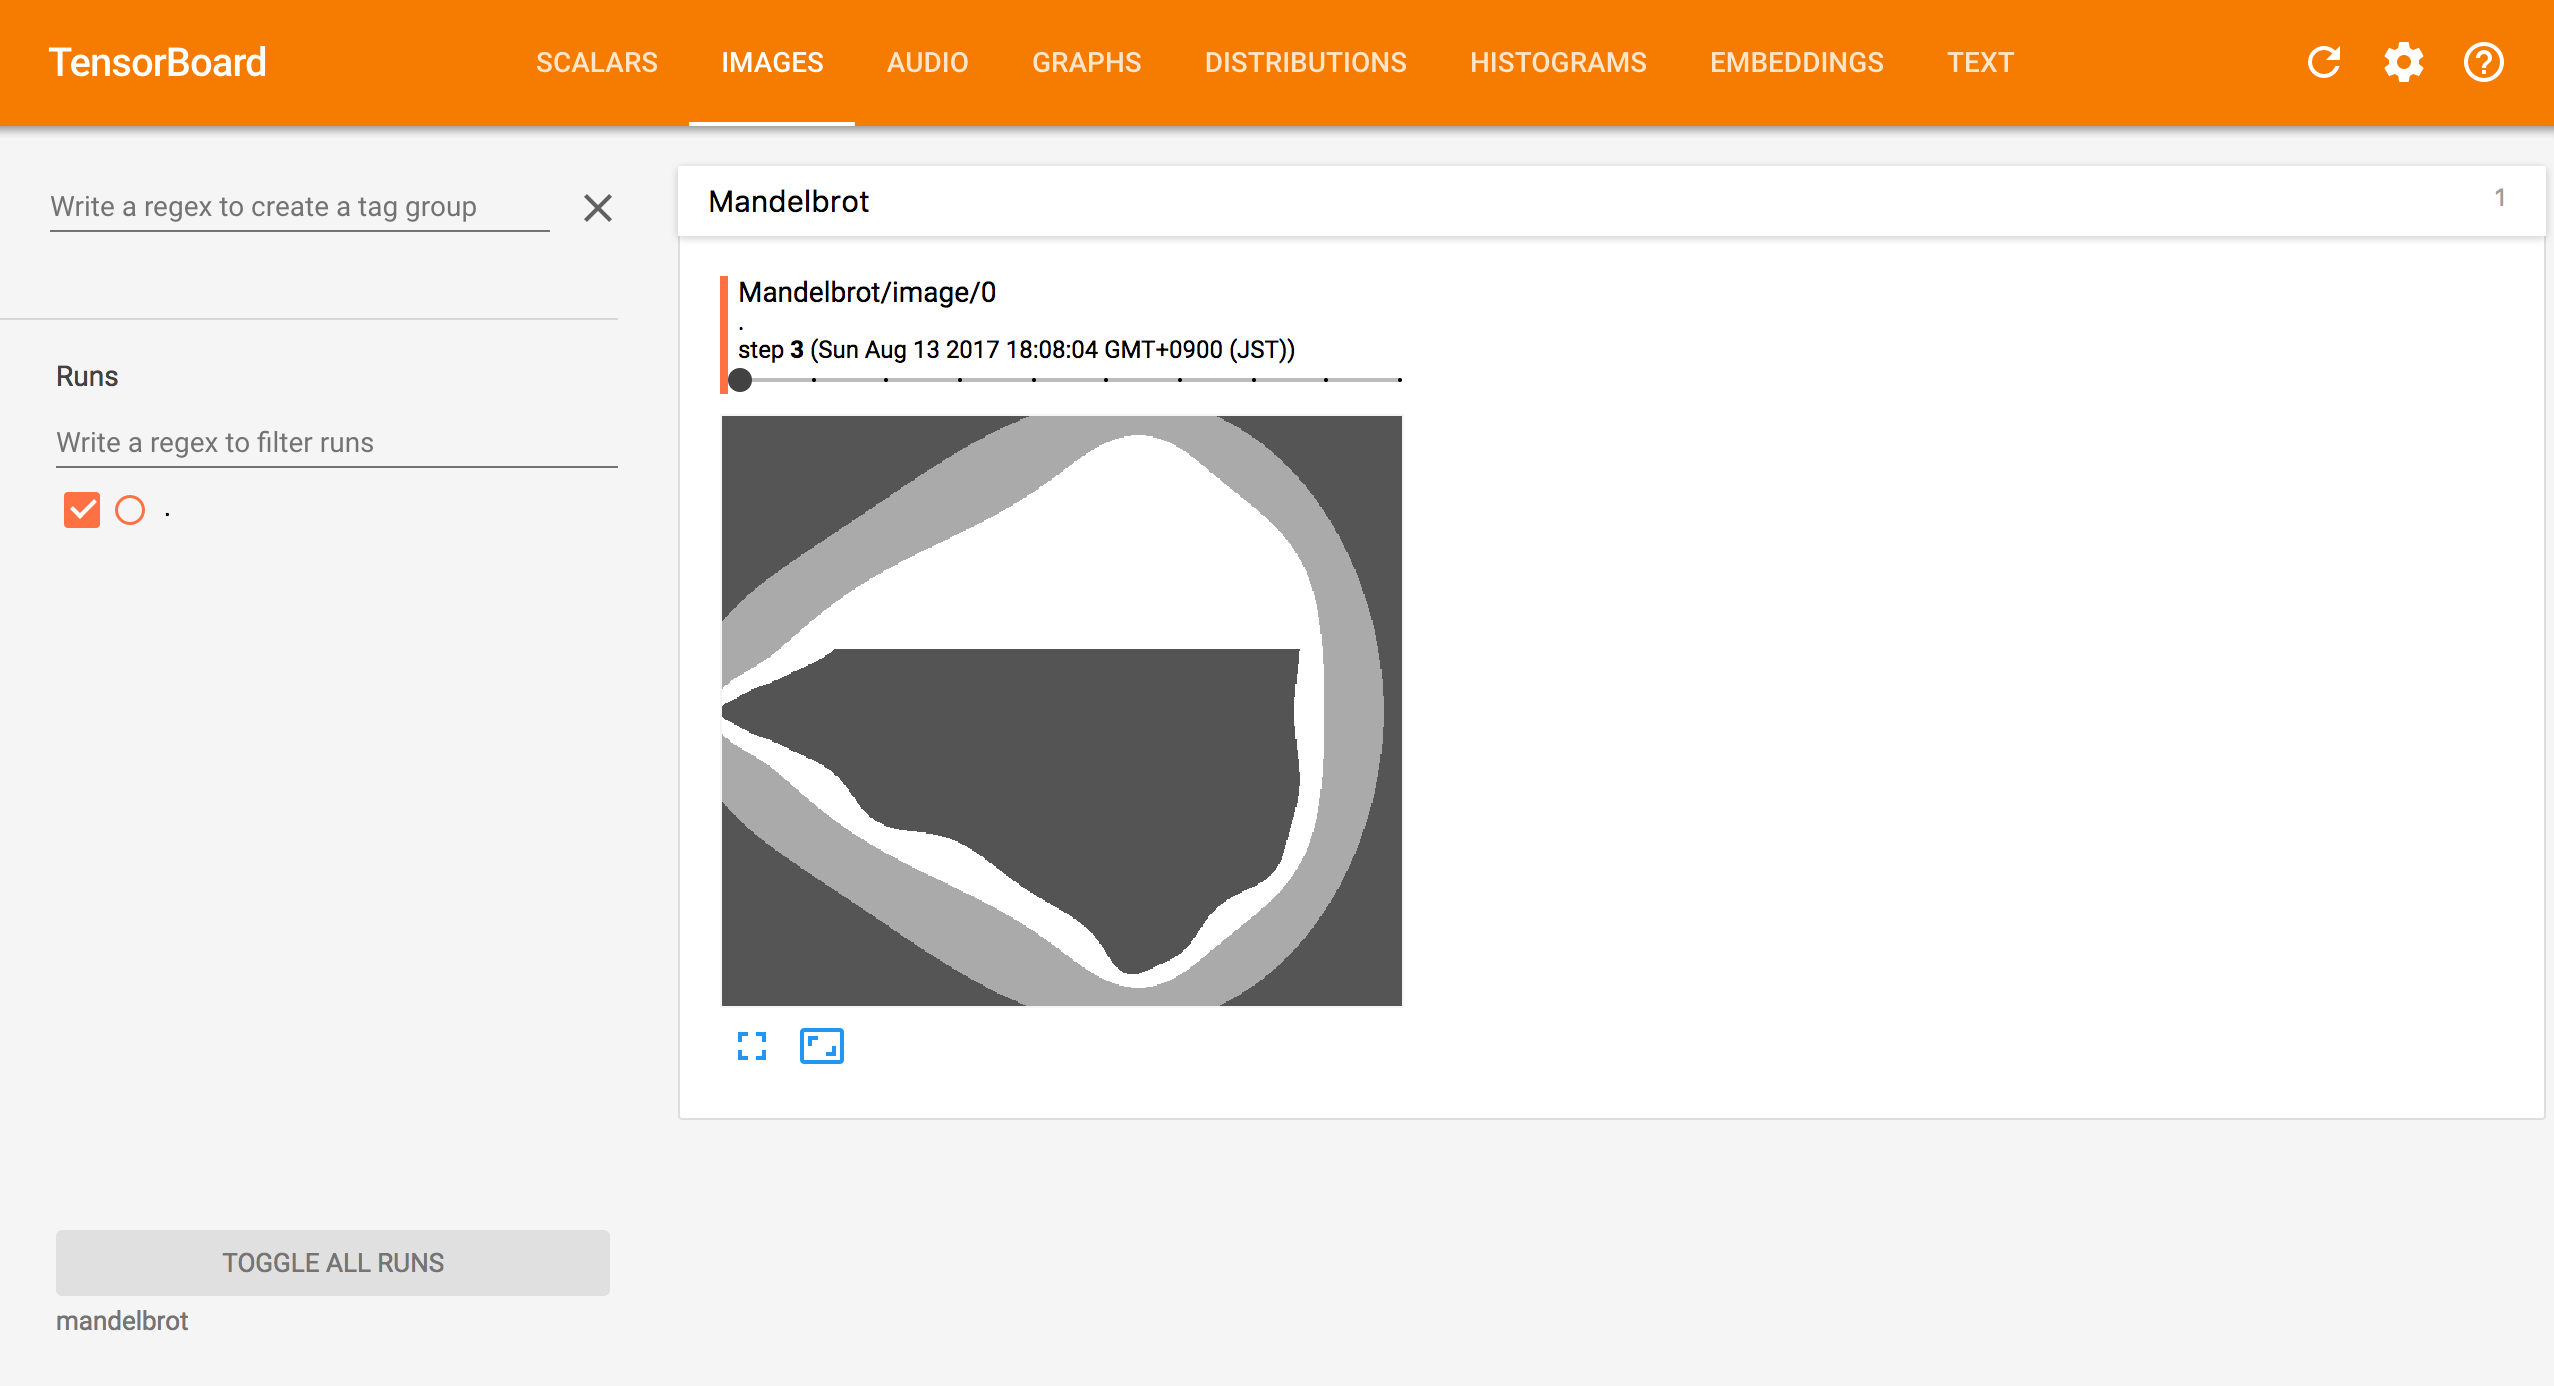 TensorBoard
SCALARS IMAGES AUDIO GRAPHS DISTRIBUTIONS HISTOGRAMS EMBEDDINGS TEXT
Write a regex to create a tag group
Runs
Write a regex to filter runs
.
TOGGLE ALL RUNS
mandelbrot
Mandelbrot 1
Mandelbrot/image/0
.
step 3 (Sun Aug 13 2017 18:08:04 GMT+0900 (JST))